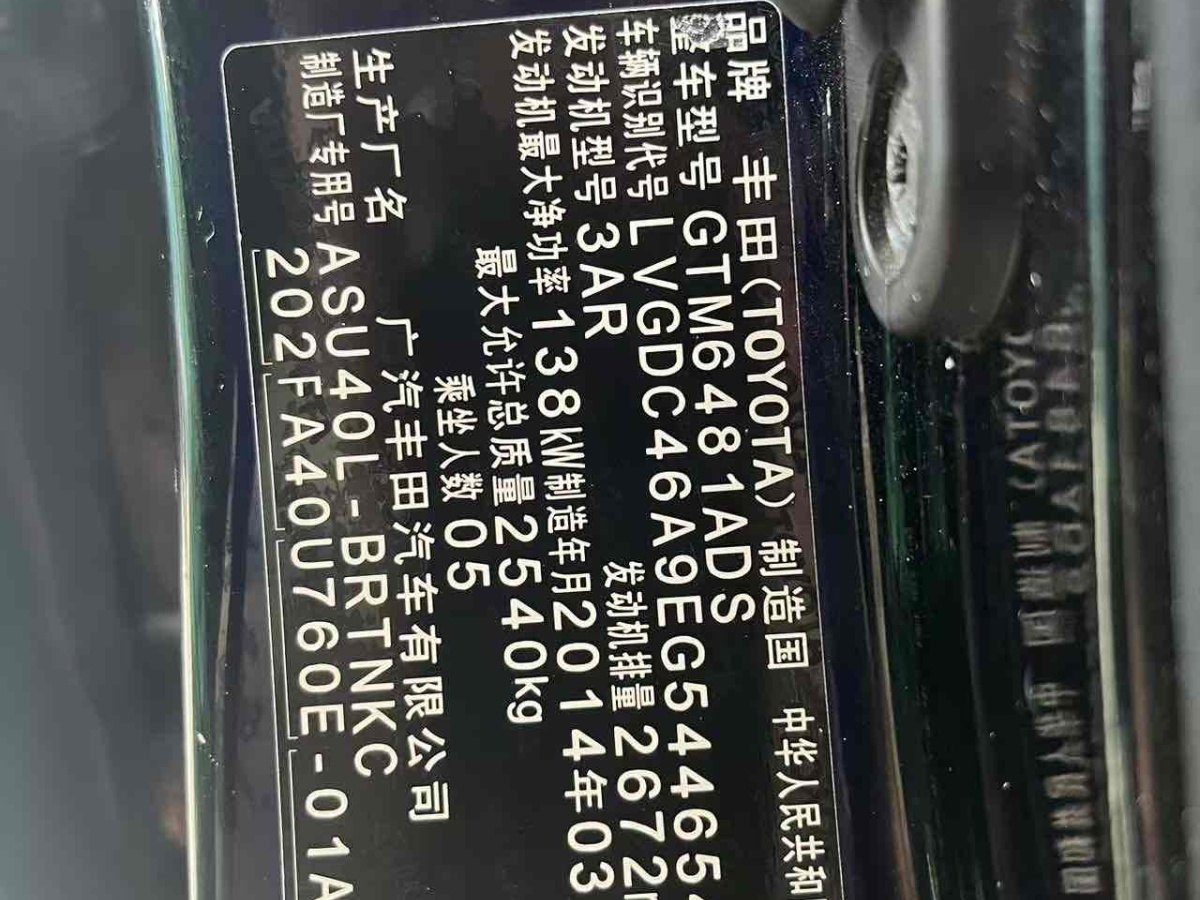 品牌 丰田(TOYOTA) 制造国 中华人民共和
整车型号 GTM6481ADS
车辆识别代号 LVGDC46A9EG54465
发动机型号 3AR 发动机排量 2672
发动机最大净功率 138kW 制造年月 2014年03
最大允许总质量 2540kg
乘坐人数 05
生产厂名 广汽丰田汽车有限公司
制造厂专用号 ASU40L-BRTNKC
202FA40U760E-01A